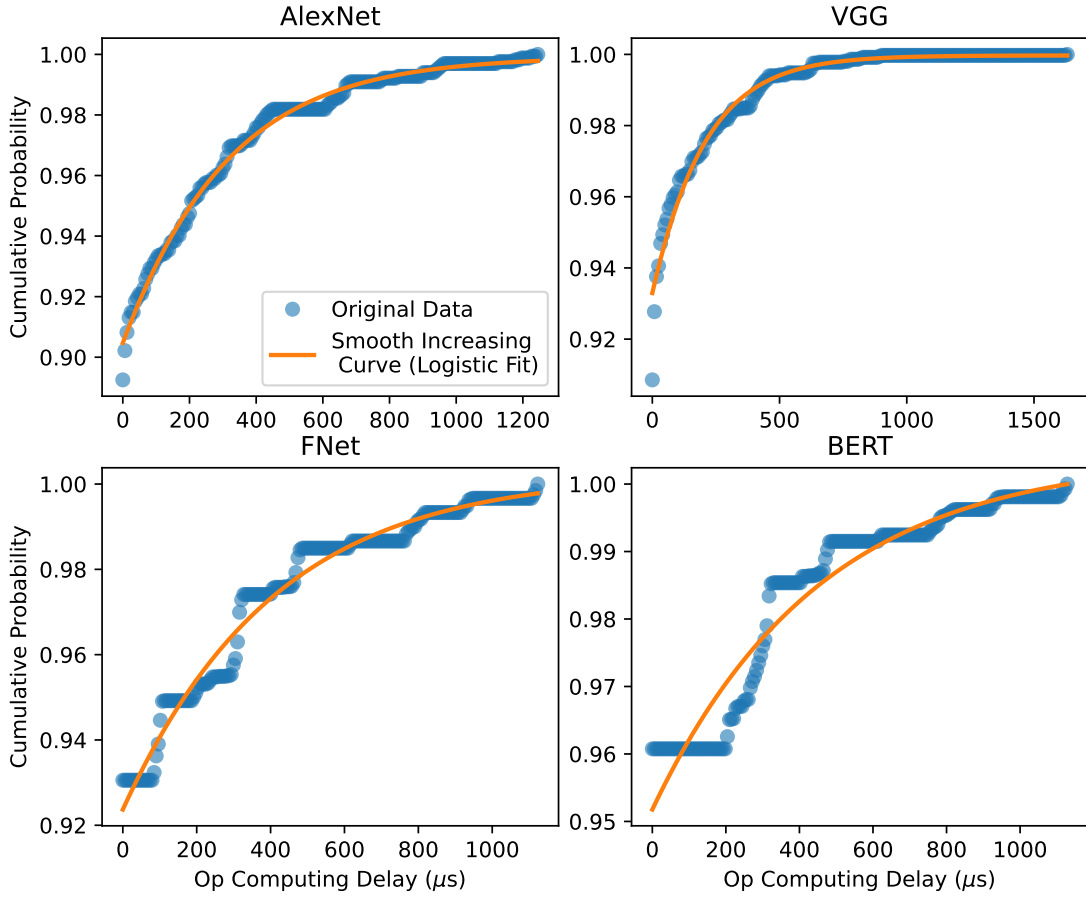 AlexNet
VGG
Cumulative Probability
1.00
0.98
0.96
0.94
0.92
0.90
0 200 400 600 800 1000 1200
Original Data
Smooth Increasing
Curve (Logistic Fit)
1.00
0.98
0.96
0.94
0.92
0 500 1000 1500
FNet
BERT
Cumulative Probability
1.00
0.98
0.96
0.94
0.92
0 200 400 600 800 1000
Op Computing Delay (μs)
1.00
0.99
0.98
0.97
0.96
0.95
0 200 400 600 800 1000
Op Computing Delay (μs)